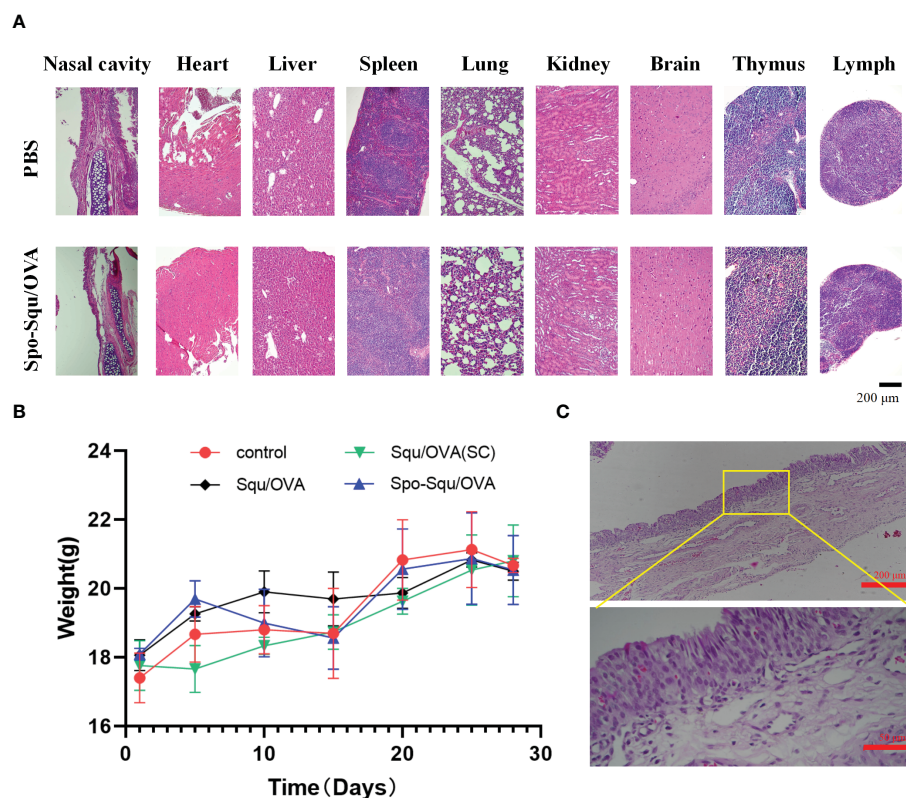 A
Nasal cavity Heart Liver Spleen Lung Kidney Brain Thymus Lymph
PBS
Spo-Squ/OVA
200 μm
B
C
24
22
20
18
16
0 10 20 30
control
Squ/OVA
Squ/OVA(SC)
Spo-Squ/OVA
Weight(g)
Time(Days)
200 μm